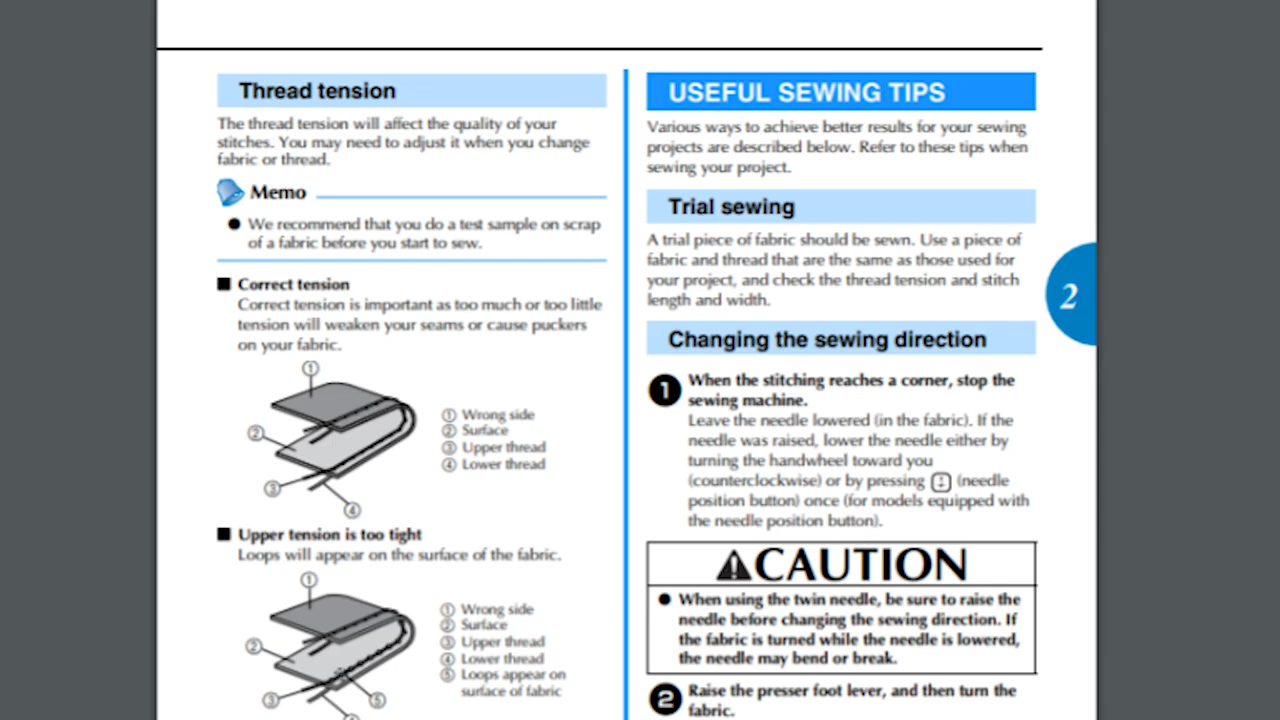 Thread tension
The thread tension will affect the quality of your
stitches. You may need to adjust it when you change
fabric or thread.
Memo
● We recommend that you do a test sample on scrap
of a fabric before you start to sew.
■ Correct tension
Correct tension is important as too much or too little
tension will weaken your seams or cause puckers
on your fabric.
①
②
③
④
① Wrong side
② Surface
③ Upper thread
④ Lower thread
■ Upper tension is too tight
Loops will appear on the surface of the fabric.
①
②
③
④
⑤
① Wrong side
② Surface
③ Upper thread
④ Lower thread
⑤ Loops appear on
surface of fabric
USEFUL SEWING TIPS
Various ways to achieve better results for your sewing
projects are described below. Refer to these tips when
sewing your project.
Trial sewing
A trial piece of fabric should be sewn. Use a piece of
fabric and thread that are the same as those used for
your project, and check the thread tension and stitch
length and width.
Changing the sewing direction
❶ When the stitching reaches a corner, stop the
sewing machine.
Leave the needle lowered (in the fabric). If the
needle was raised, lower the needle either by
turning the handwheel toward you
(counterclockwise) or by pressing (needle
position button) once (for models equipped with
the needle position button).
CAUTION
● When using the twin needle, be sure to raise the
needle before changing the sewing direction. If
the fabric is turned while the needle is lowered,
the needle may bend or break.
❷ Raise the presser foot lever, and then turn the
fabric.
2